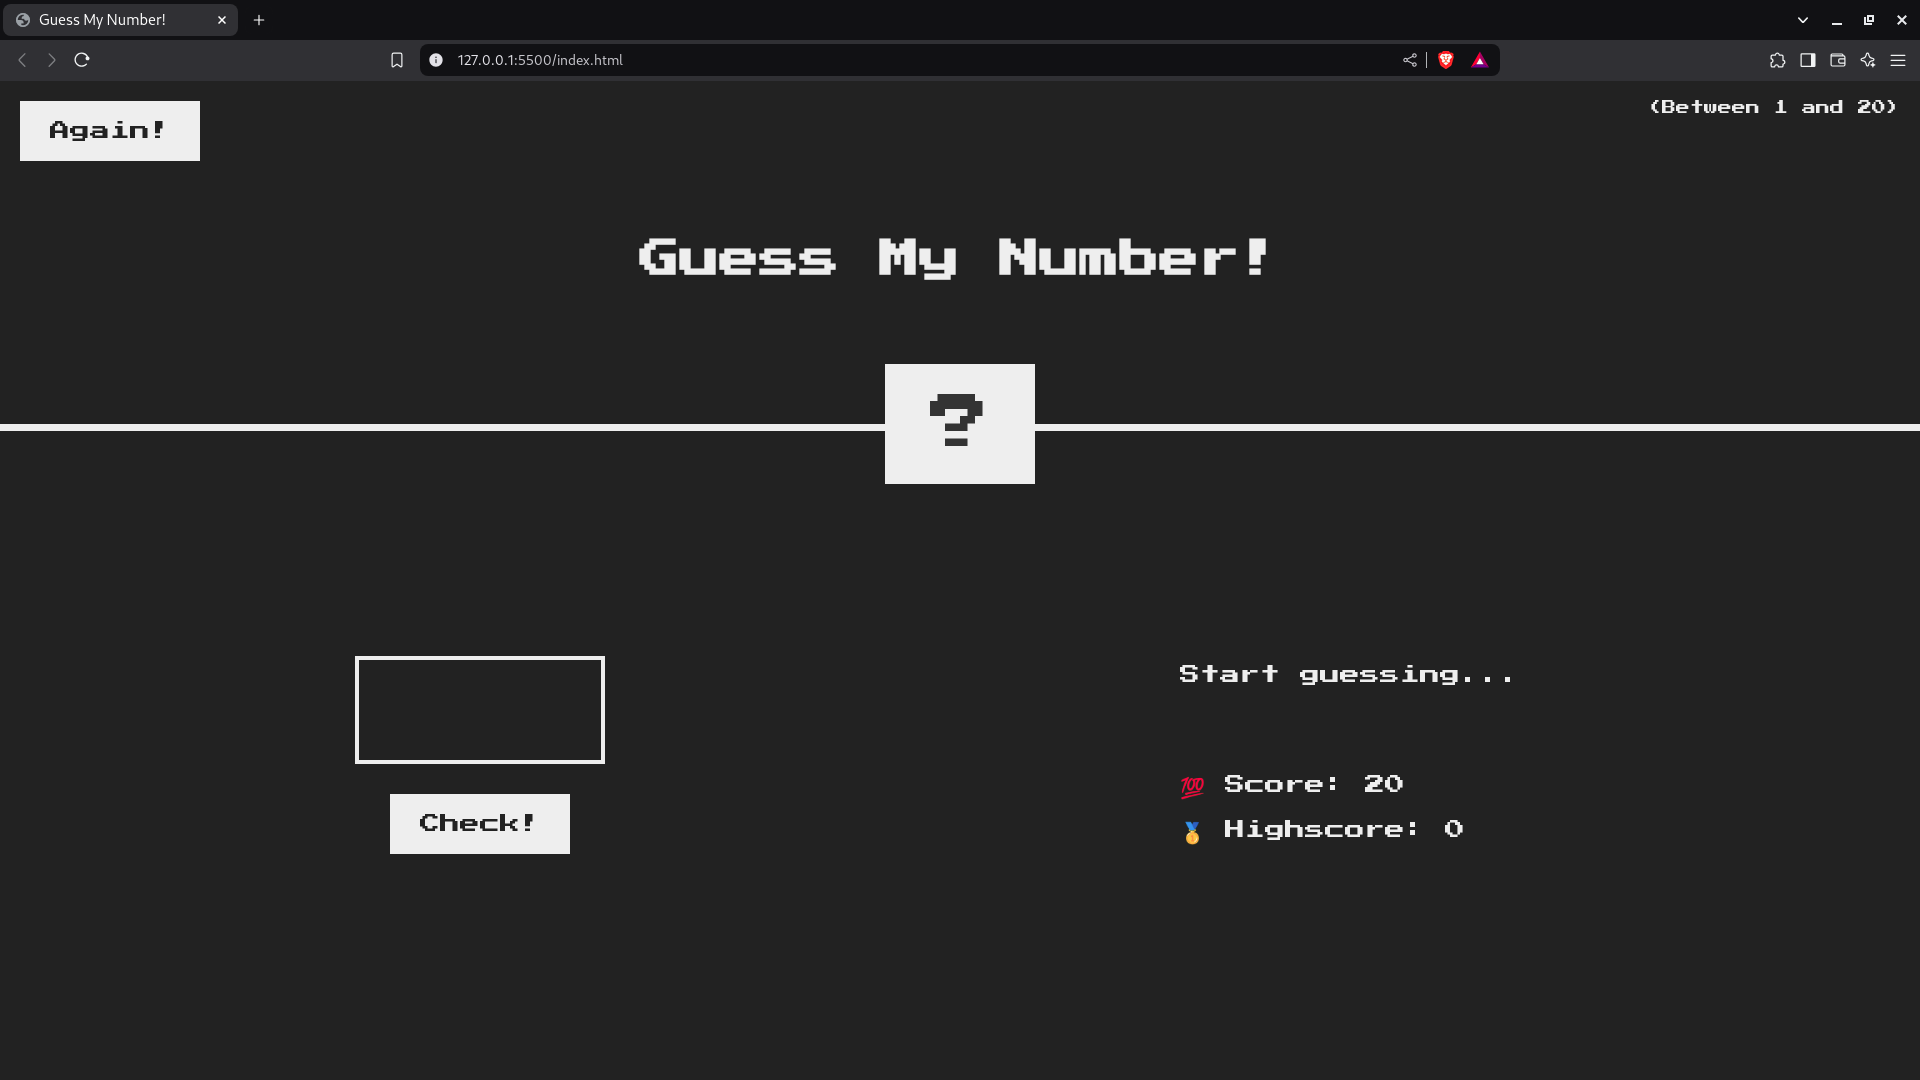 Guess My Number!
127.0.0.1:5500/index.html
Again!
(Between 1 and 20)
Guess My Number!
?
Start guessing...
💯 Score: 20
🥇 Highscore: 0
Check!